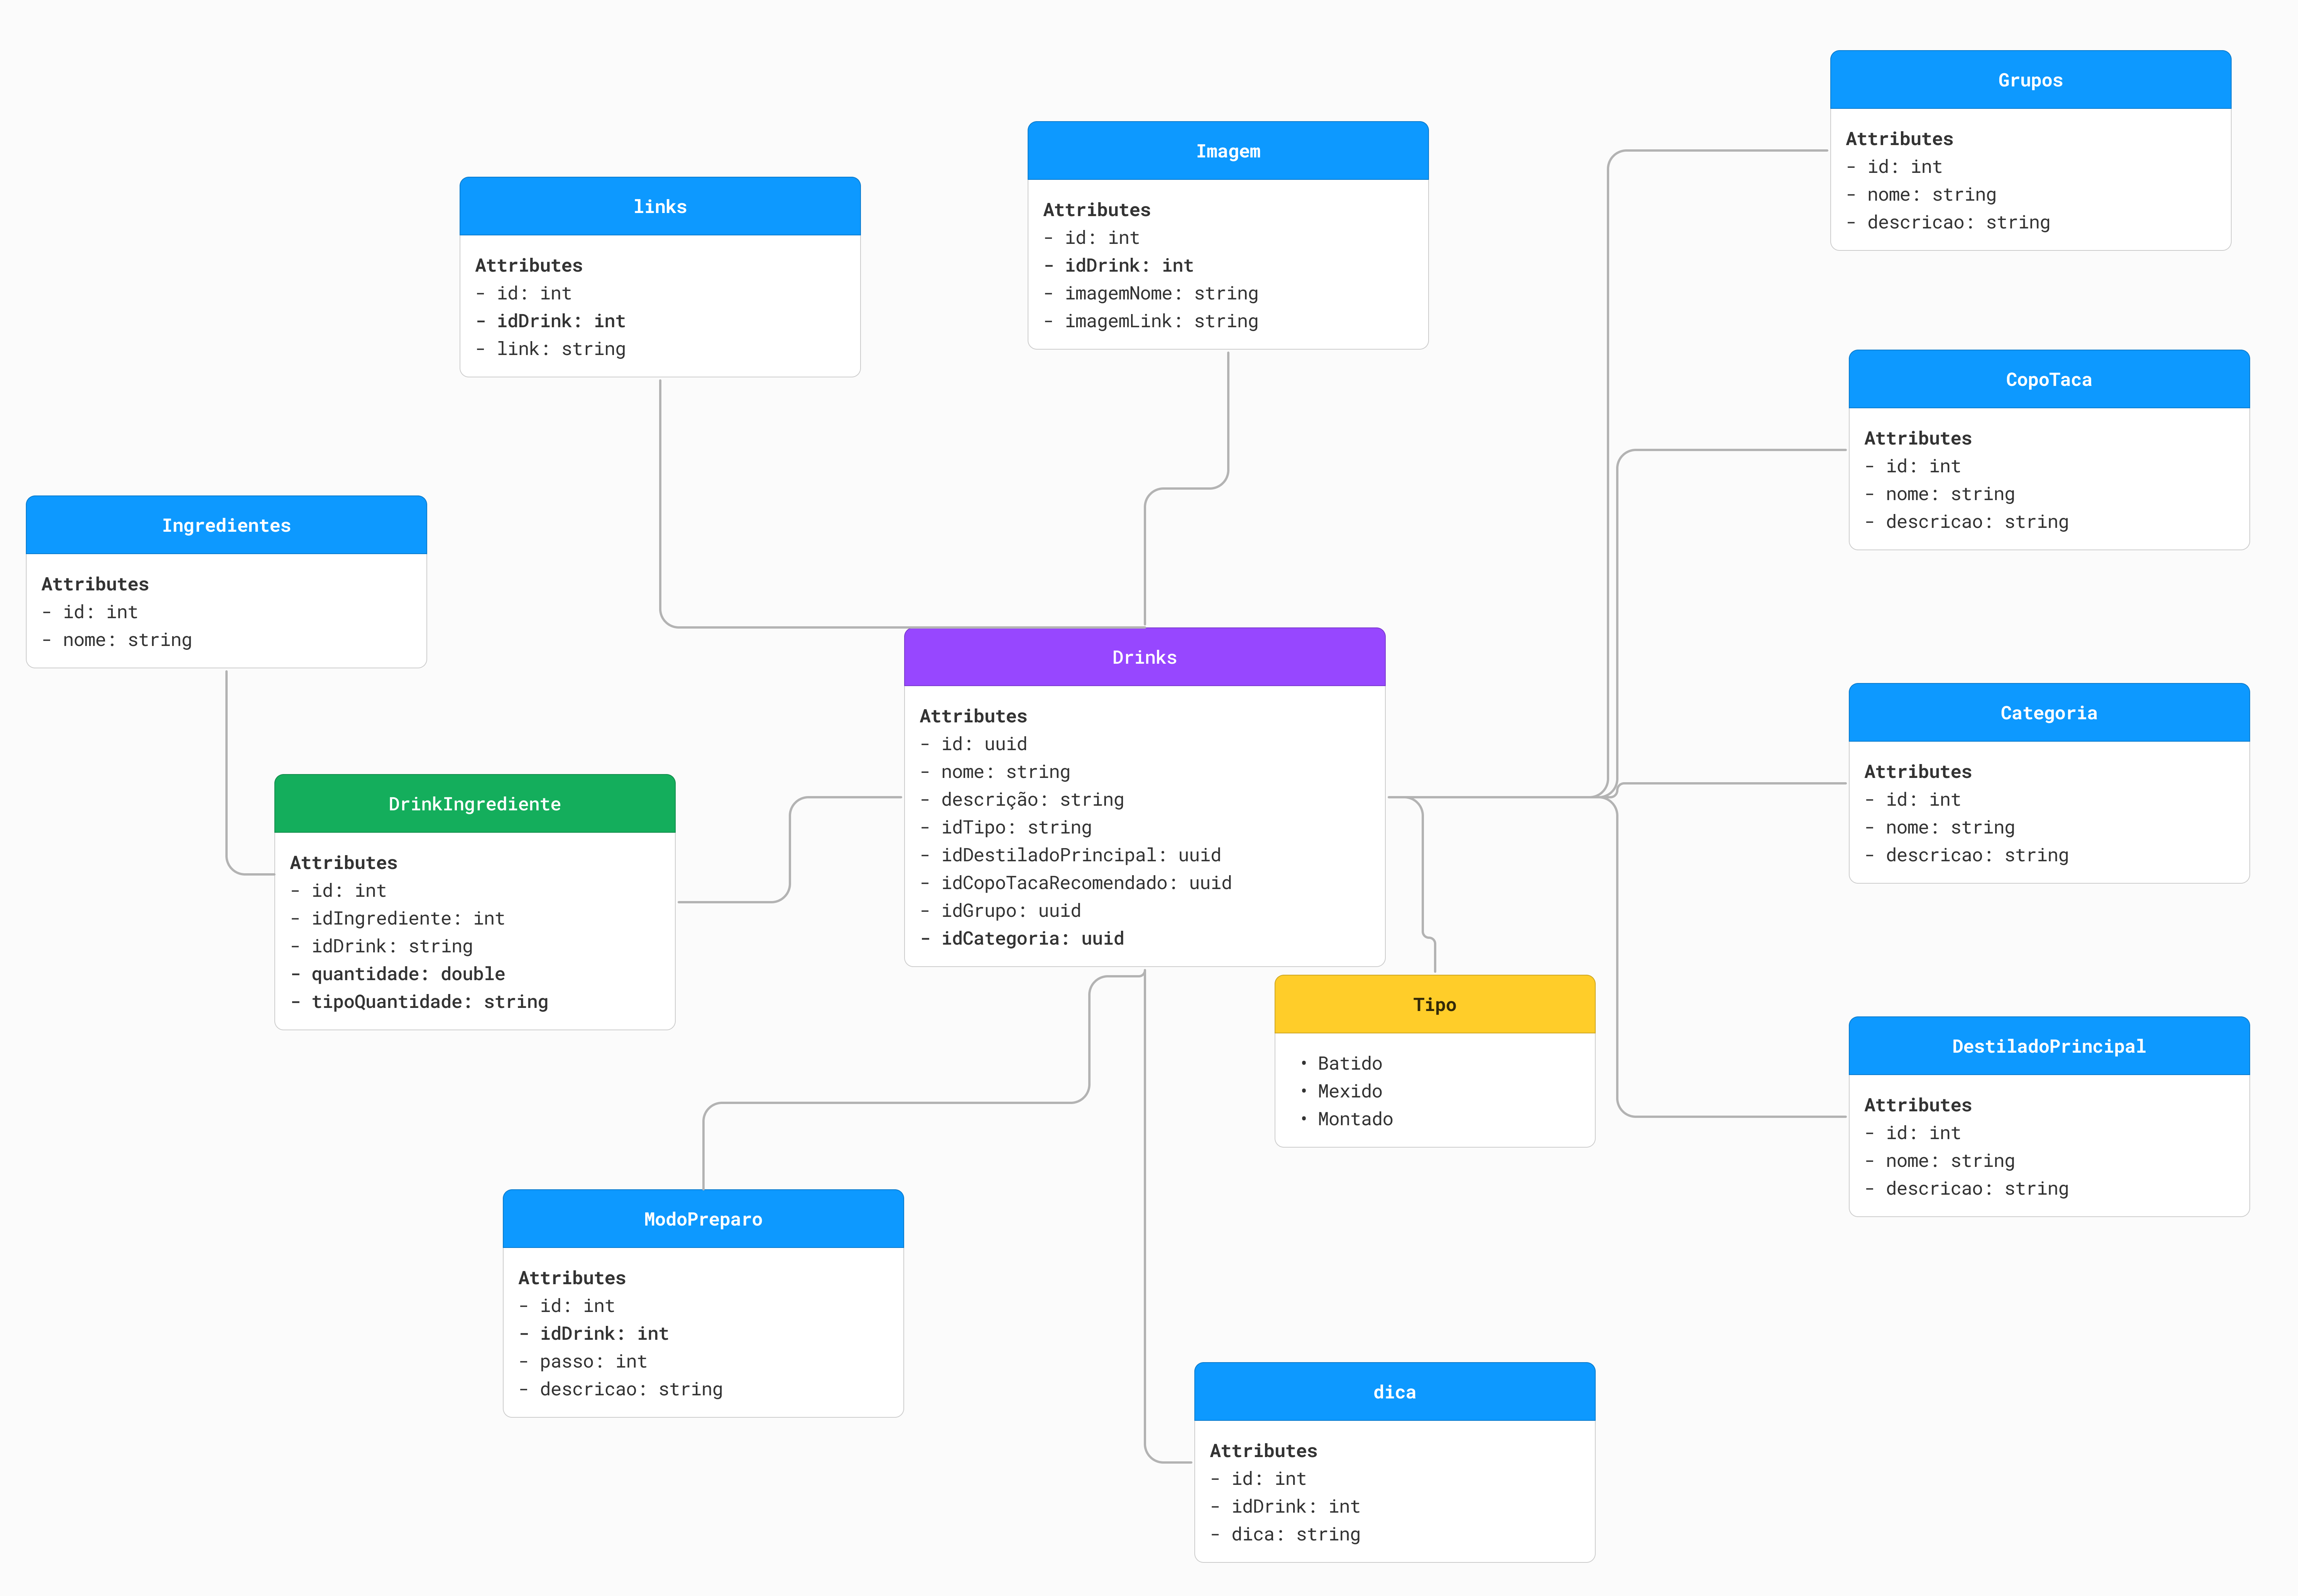 Grupos
Attributes
- id: int
- nome: string
- descricao: string
Imagem
Attributes
- id: int
- idDrink: int
- imagemNome: string
- imagemLink: string
links
Attributes
- id: int
- idDrink: int
- link: string
CopoTaca
Attributes
- id: int
- nome: string
- descricao: string
Ingredientes
Attributes
- id: int
- nome: string
Drinks
Attributes
- id: uuid
- nome: string
- descrição: string
- idTipo: string
- idDestiladoPrincipal: uuid
- idCopoTacaRecomendado: uuid
- idGrupo: uuid
- idCategoria: uuid
Categoria
Attributes
- id: int
- nome: string
- descricao: string
DrinkIngrediente
Attributes
- id: int
- idIngrediente: int
- idDrink: string
- quantidade: double
- tipoQuantidade: string
Tipo
• Batido
• Mexido
• Montado
DestiladoPrincipal
Attributes
- id: int
- nome: string
- descricao: string
ModoPreparo
Attributes
- id: int
- idDrink: int
- passo: int
- descricao: string
dica
Attributes
- id: int
- idDrink: int
- dica: string